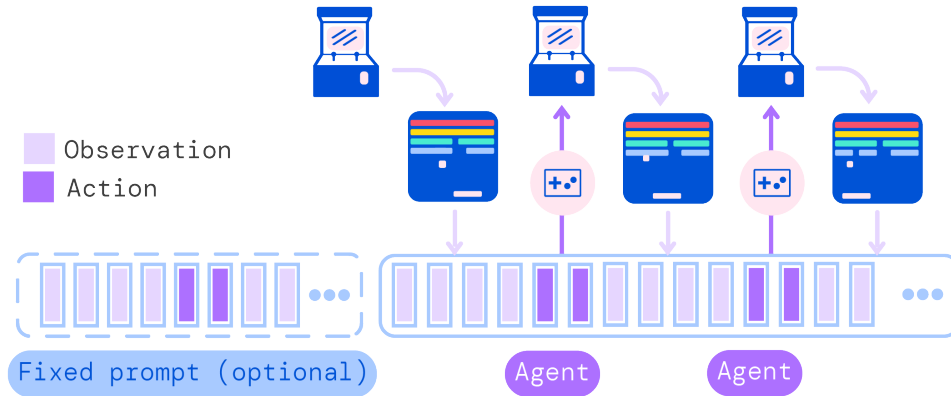 Observation
Action
Fixed prompt (optional)
Agent
Agent